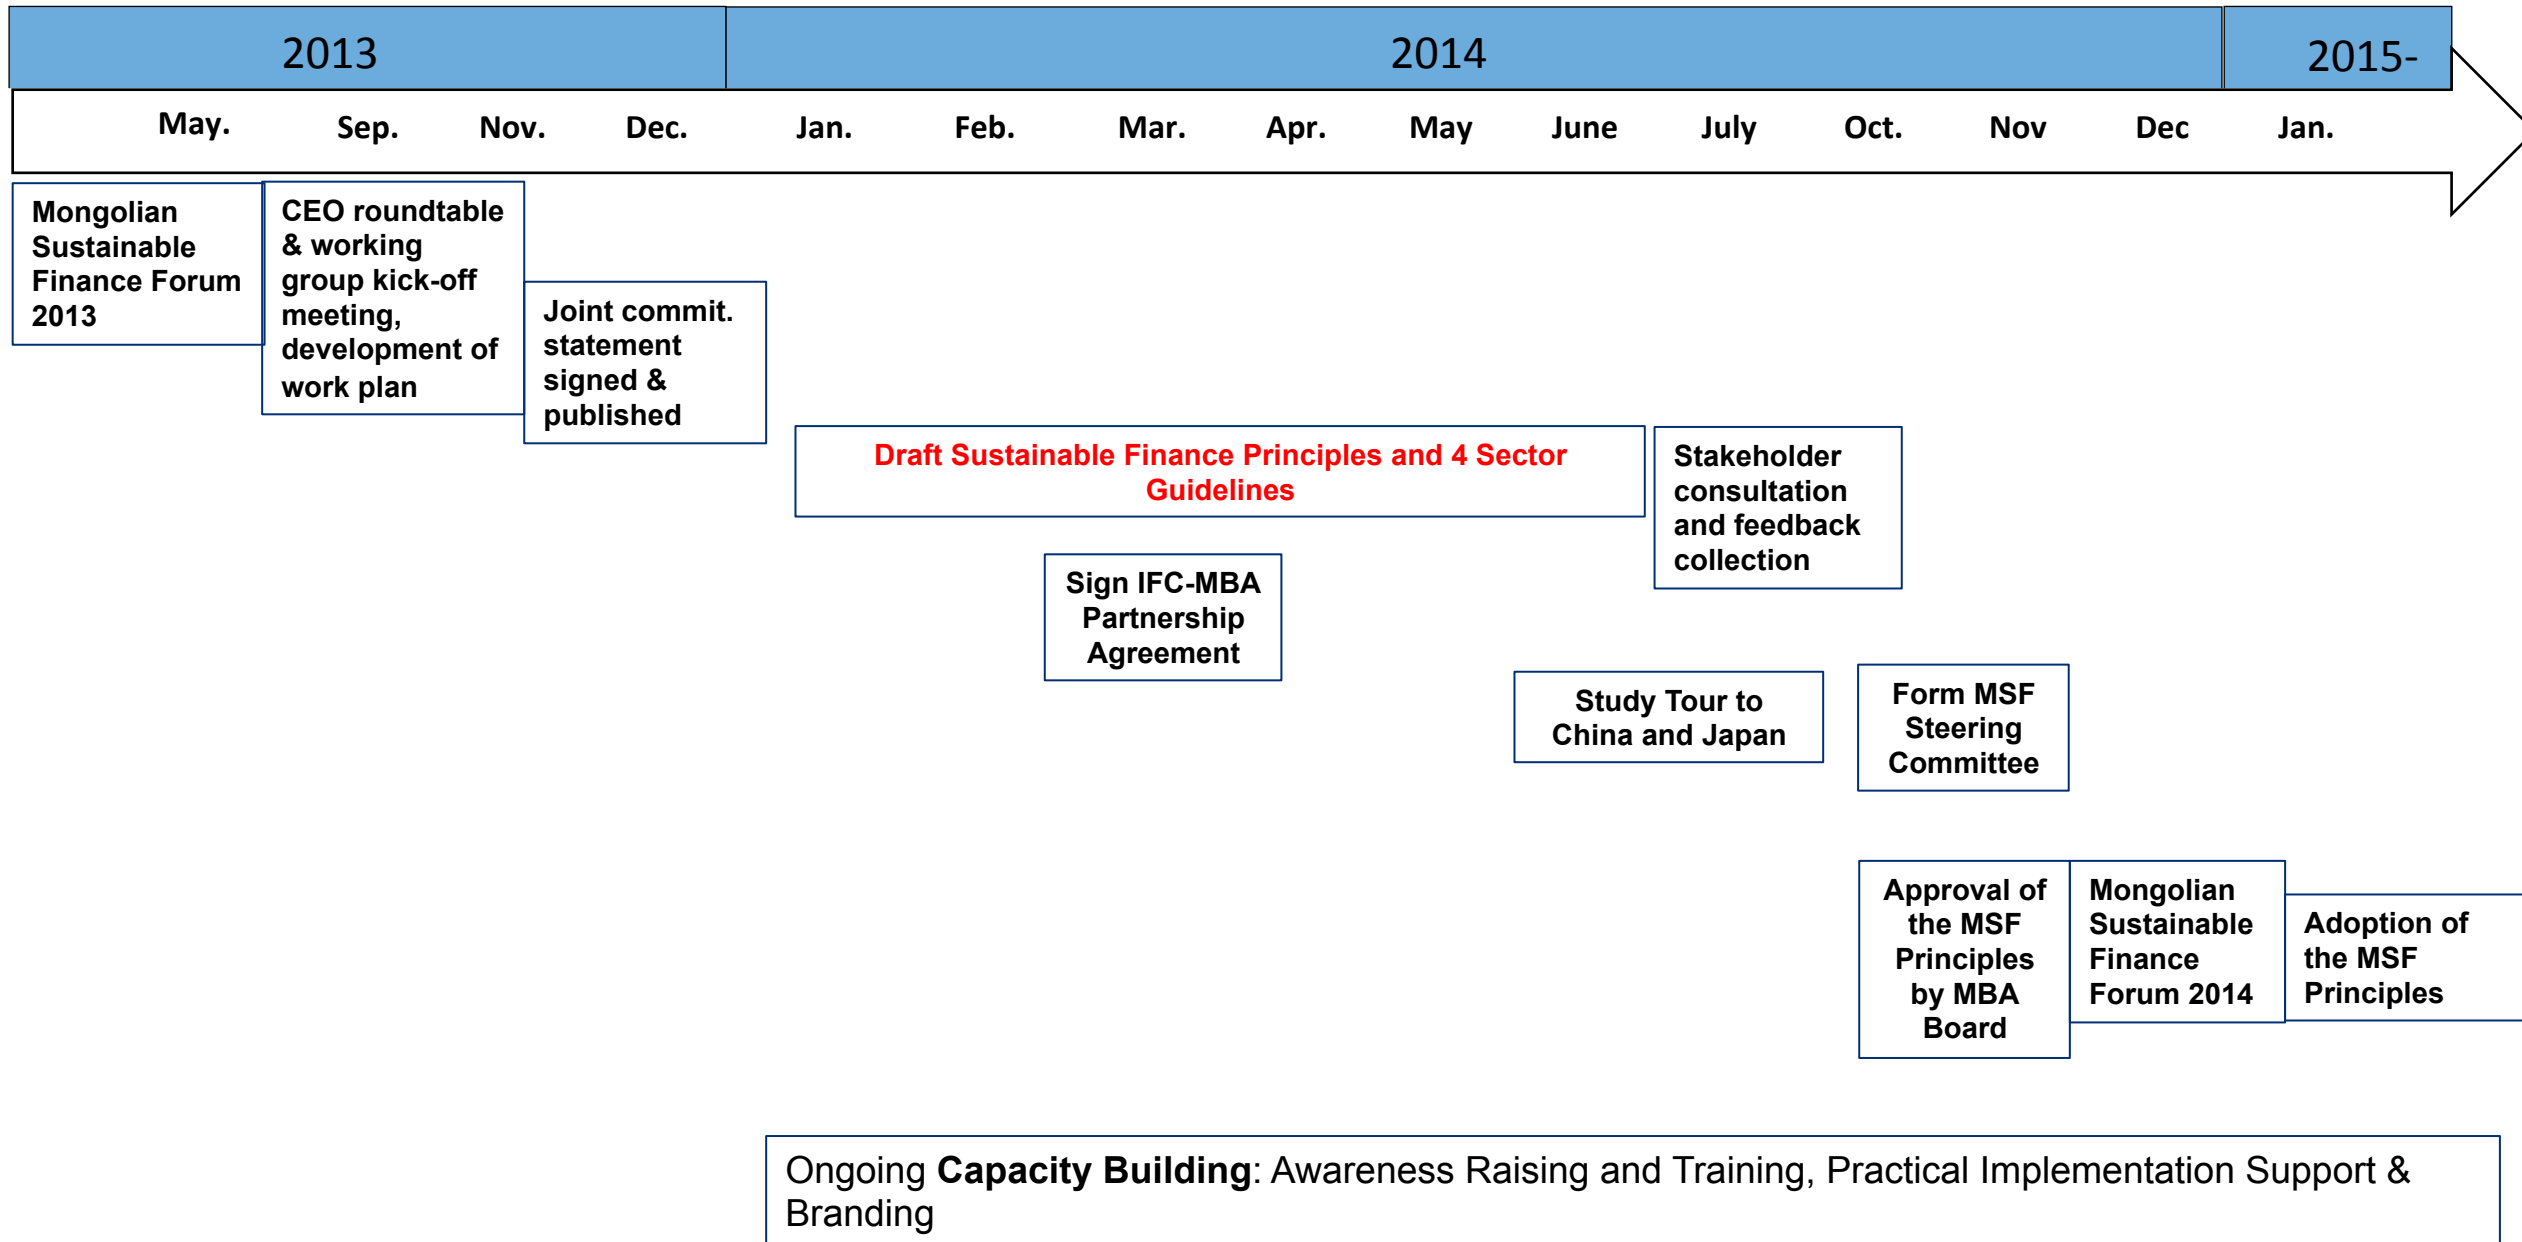 2013
2014
2015-
May.
Sep.
Nov.
Dec.
Jan.
Feb.
Mar.
Apr.
May
June
July
Oct.
Nov
Dec
Jan.
Mongolian
Sustainable
Finance Forum
2013
CEO roundtable
& working
group kick-off
meeting,
development of
work plan
Joint commit.
statement
signed &
published
Draft Sustainable Finance Principles and 4 Sector
Guidelines
Stakeholder
consultation
and feedback
collection
Sign IFC-MBA
Partnership
Agreement
Study Tour to
China and Japan
Form MSF
Steering
Committee
Approval of
the MSF
Principles
by MBA
Board
Mongolian
Sustainable
Finance
Forum 2014
Adoption of
the MSF
Principles
Ongoing Capacity Building: Awareness Raising and Training, Practical Implementation Support &
Branding